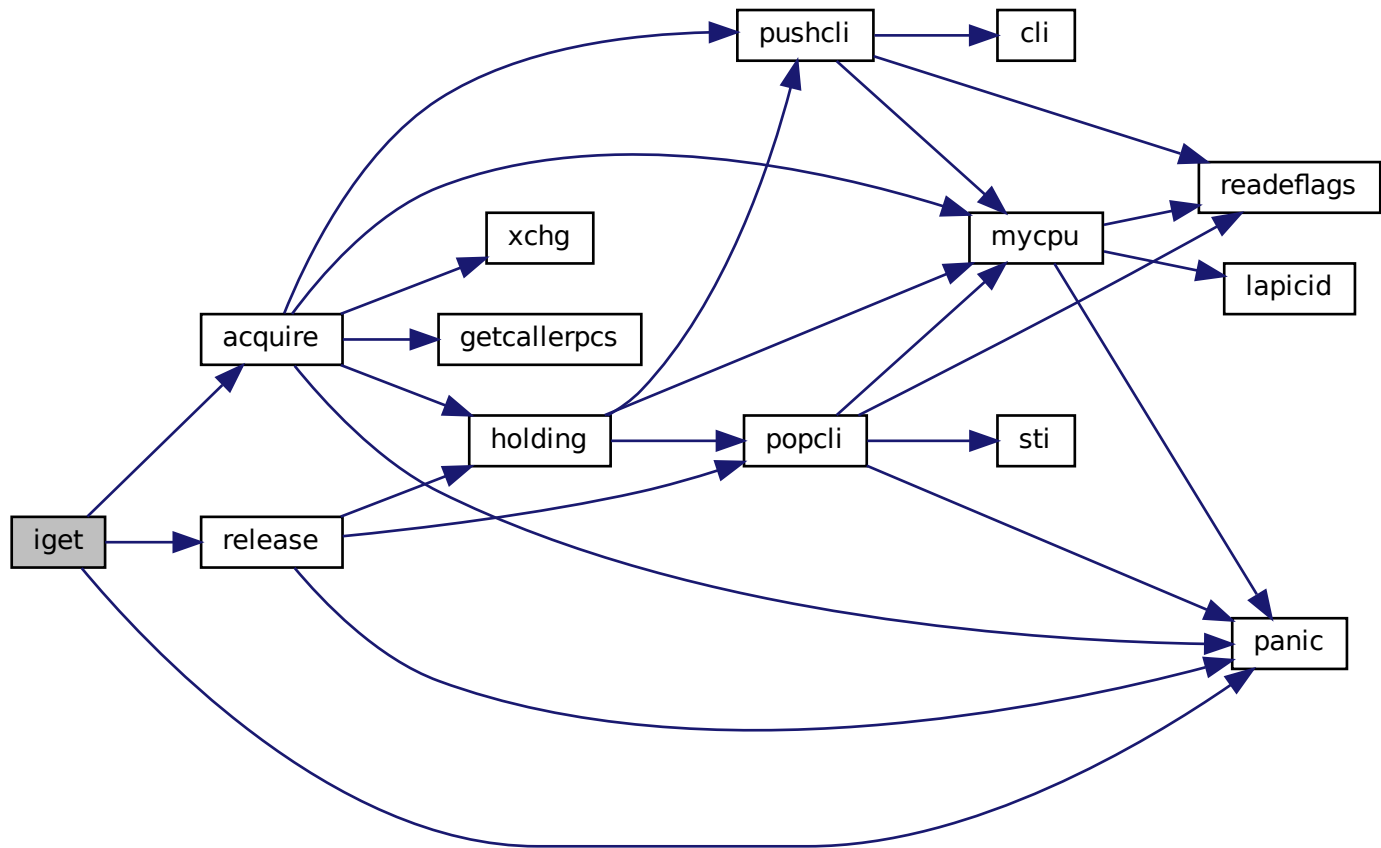 pushcli
cli
readeflags
xchg
mycpu
lapicid
acquire
getcallerpcs
holding
popcli
sti
iget
release
panic